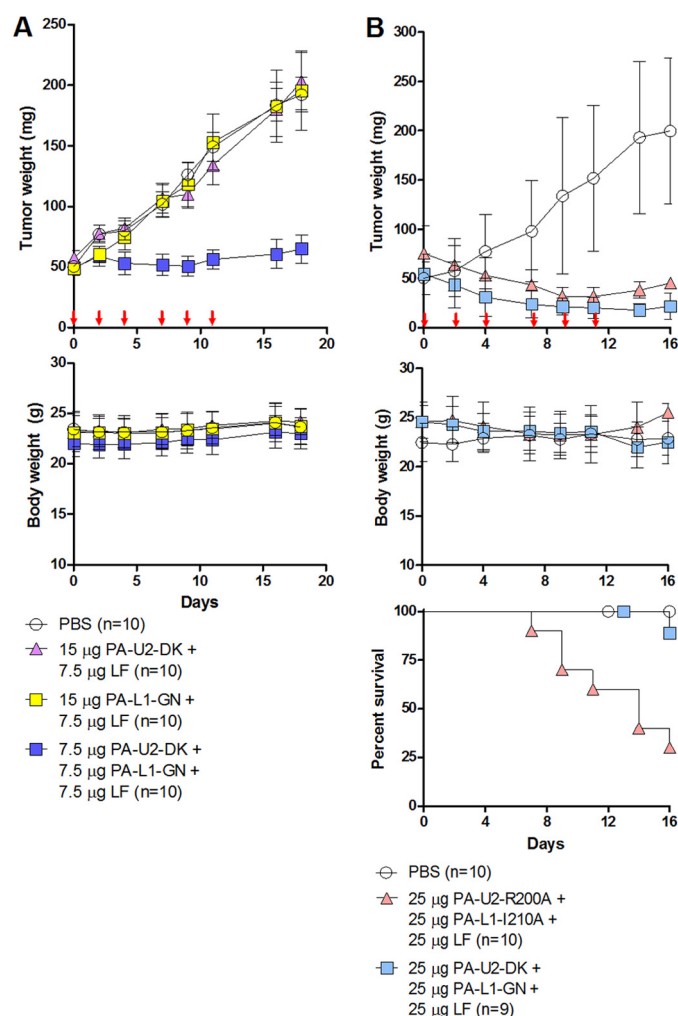 A
Tumor weight (mg)
250
200
150
100
50
0
0 5 10 15 20
Body weight (g)
30
25
20
15
10
0 5 10 15 20
Days
PBS (n=10)
15 μg PA-U2-DK +
7.5 μg LF (n=10)
15 μg PA-L1-GN +
7.5 μg LF (n=10)
7.5 μg PA-U2-DK +
7.5 μg PA-L1-GN +
7.5 μg LF (n=10)
B
Tumor weight (mg)
300
250
200
150
100
50
0
0 4 8 12 16
Body weight (g)
30
25
20
15
10
0 4 8 12 16
Percent survival
100
75
50
25
0
0 4 8 12 16
Days
PBS (n=10)
25 μg PA-U2-R200A +
25 μg PA-L1-I210A +
25 μg LF (n=10)
25 μg PA-U2-DK +
25 μg PA-L1-GN +
25 μg LF (n=9)